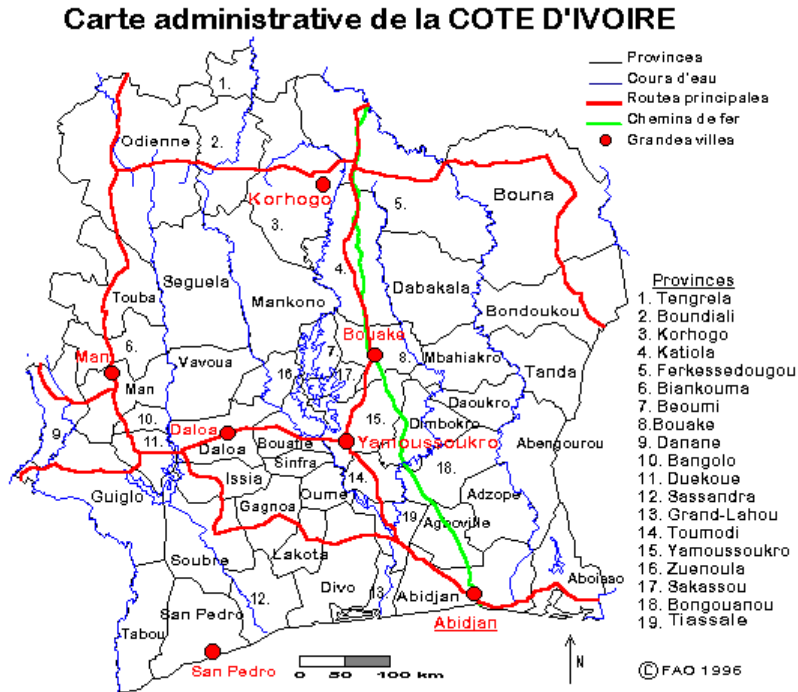 Carte administrative de la COTE D'IVOIRE
Provinces
Cours d'eau
Routes principales
Chemins de fer
Grandes villes
1.
Odienne
2.
Korhogo
Bouna
5.
3.
4.
Seguela
Touba
Mankono
Dabakala
Bondoukou
Bouake
6.
7.
8.
Mbahiakro
Man
Vavoua
16
17
Tanda
Man
Daoukro
10.
15.
Dimbokro
9
Daloa
11.
Daloa
Bouafle
Yamoussoukro
Abengourou
Sinfra
18.
Issia
14.
Guiglo
Oume
Adzope
Gagnoa
19
Agboville
Soubre
Lakota
Divo
13
Abidjan
Aboisso
12.
San Pedro
Tabou
Abidjan
San Pedro
0 50 100 km
N
Provinces
1. Tengrela
2. Boundiali
3. Korhogo
4. Katiola
5. Ferkessedougou
6. Biankouma
7. Beoumi
8.Bouake
9. Danane
10. Bangolo
11. Duekoue
12. Sassandra
13. Grand-Lahou
14. Toumodi
15. Yamoussoukro
16. Zuenoula
17. Sakassou
18. Bongouanou
19. Tiassale
©FAO 1996